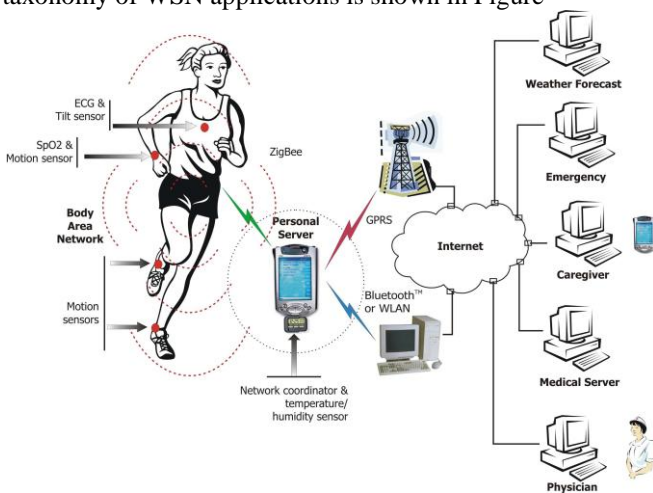 taxonomy of WSN applications is shown in Figure
ECG &
Tilt sensor
SpO2 &
Motion sensor
Body
Area
Network
Motion
sensors
ZigBee
Personal
Server
Network coordinator &
temperature/
humidity sensor
GPRS
Bluetooth™
or WLAN
Internet
Weather Forecast
Emergency
Caregiver
Medical Server
Physician